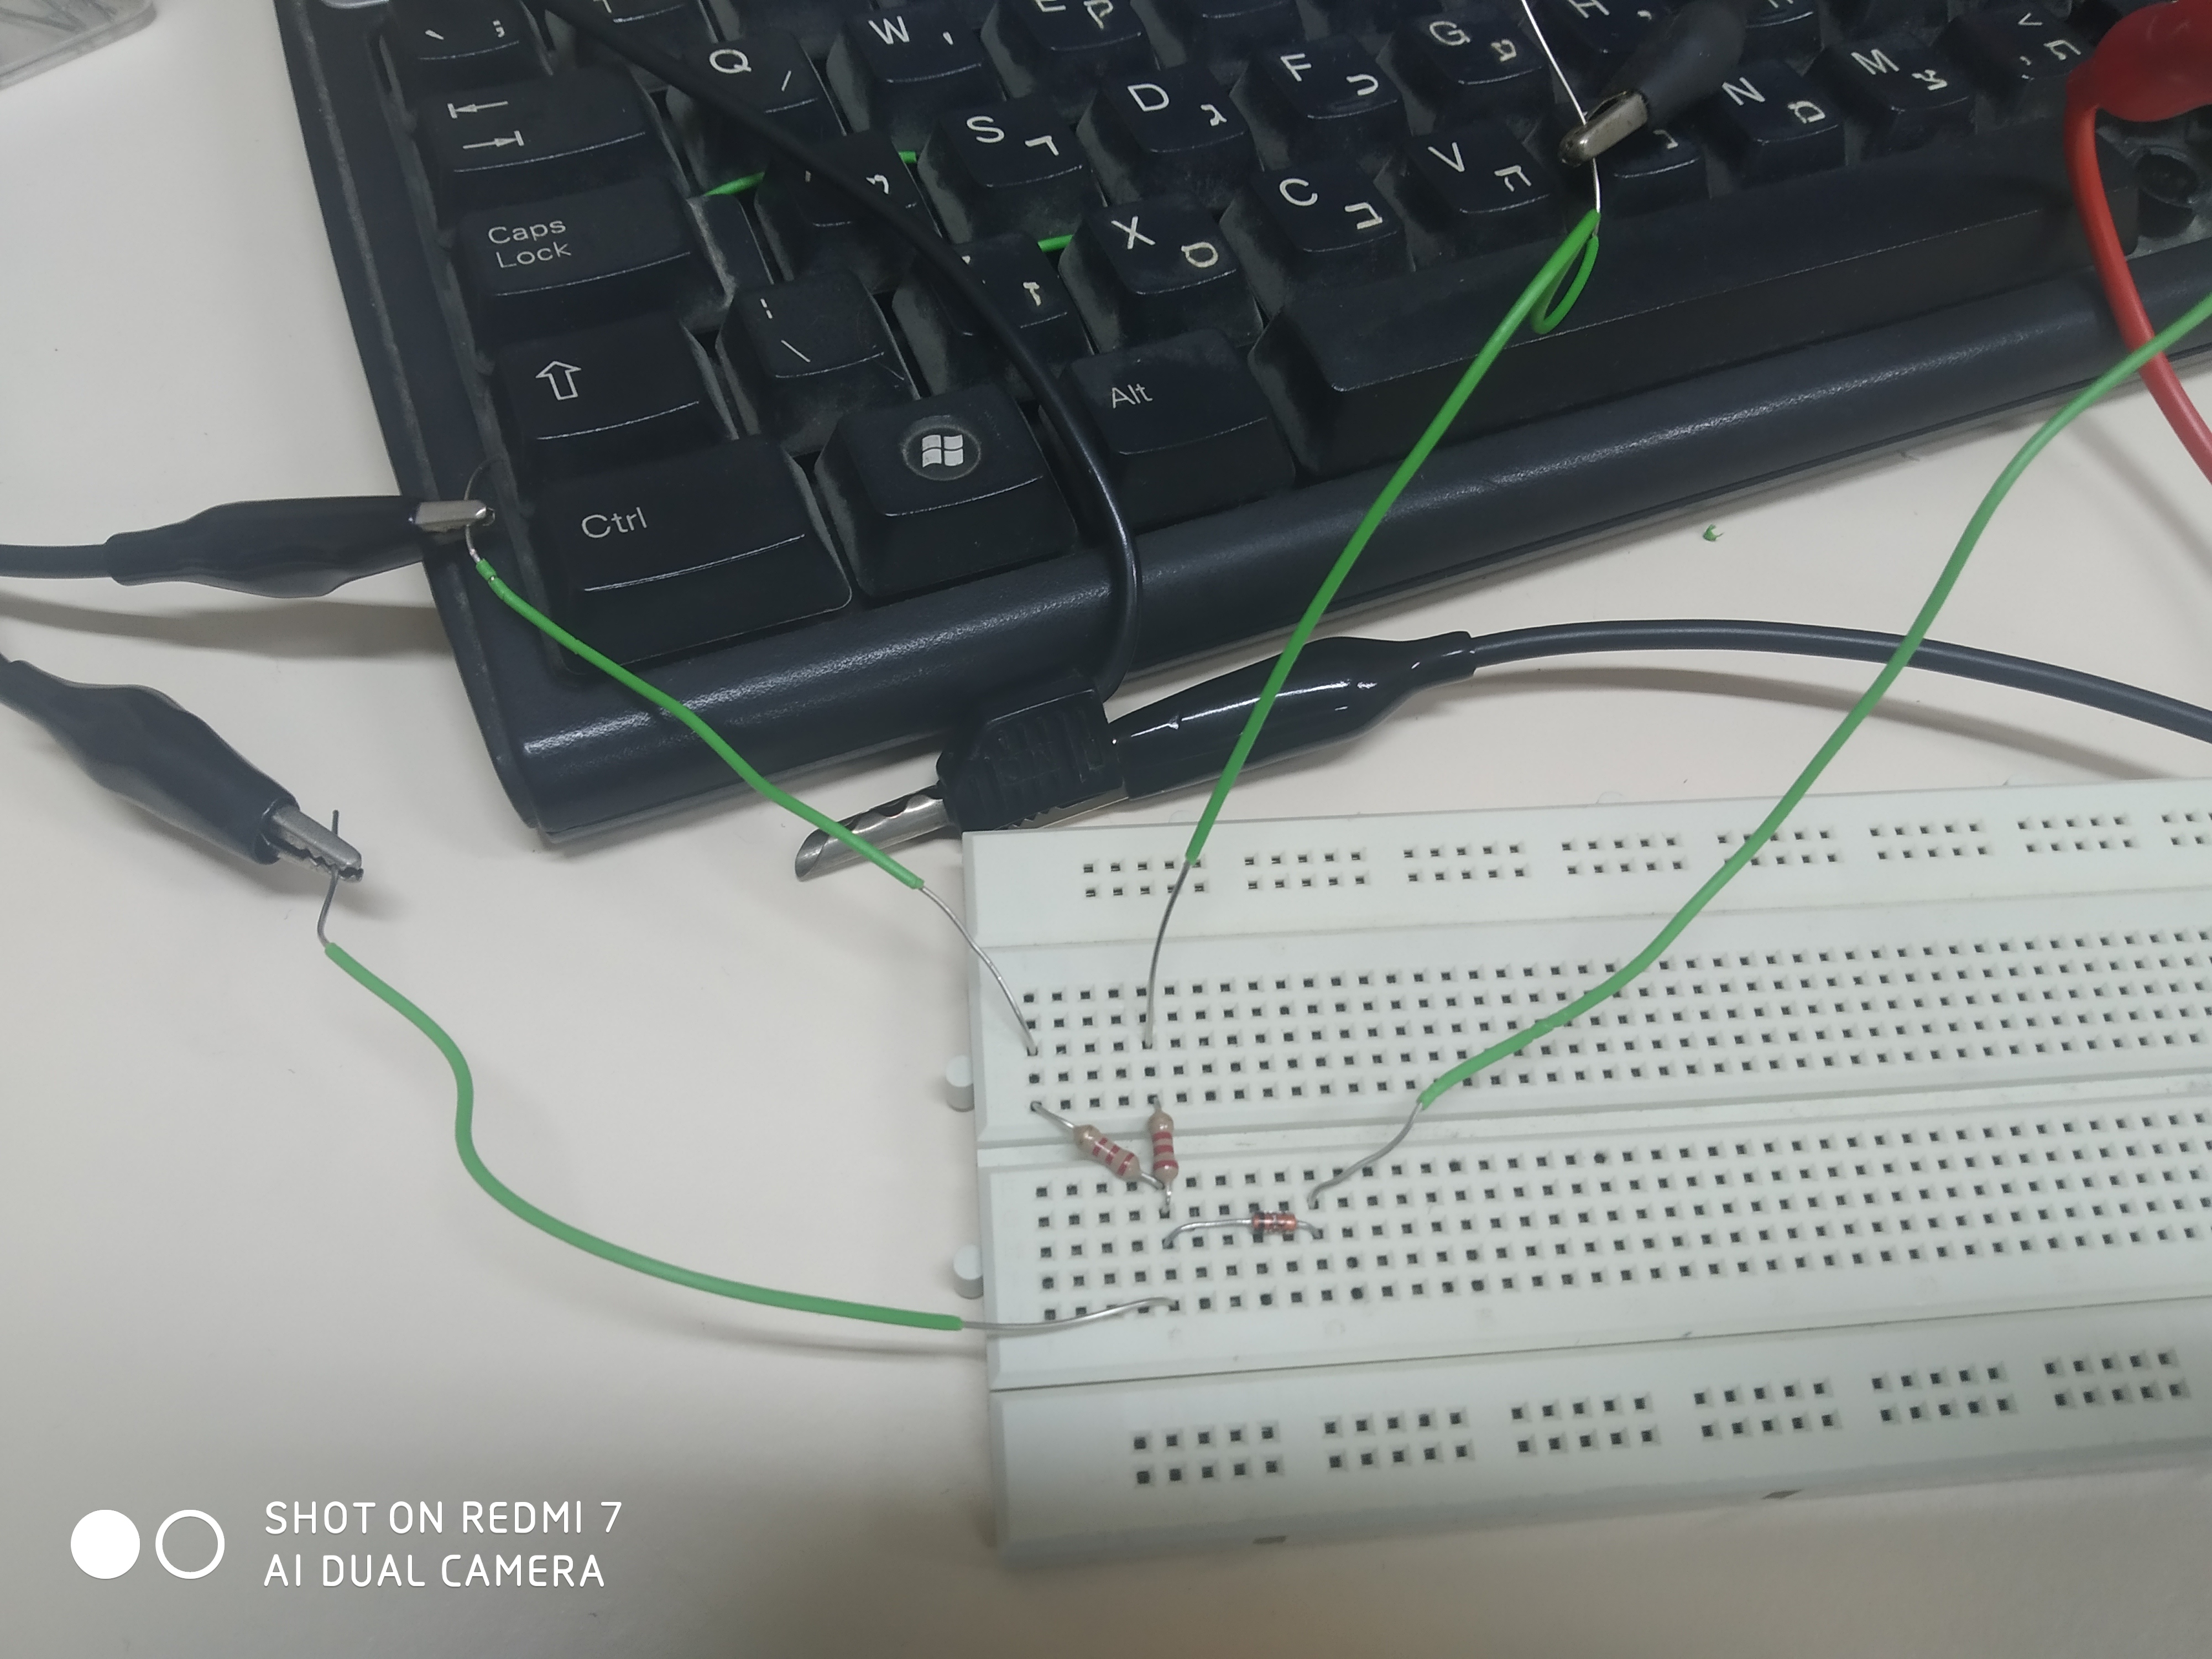 Q /
W '
E ק
G ע
S ד
D ג
F כ
M צ
N מ
V ה
C ב
X ס
ז
Caps
Lock
Alt
Ctrl
SHOT ON REDMI 7
AI DUAL CAMERA